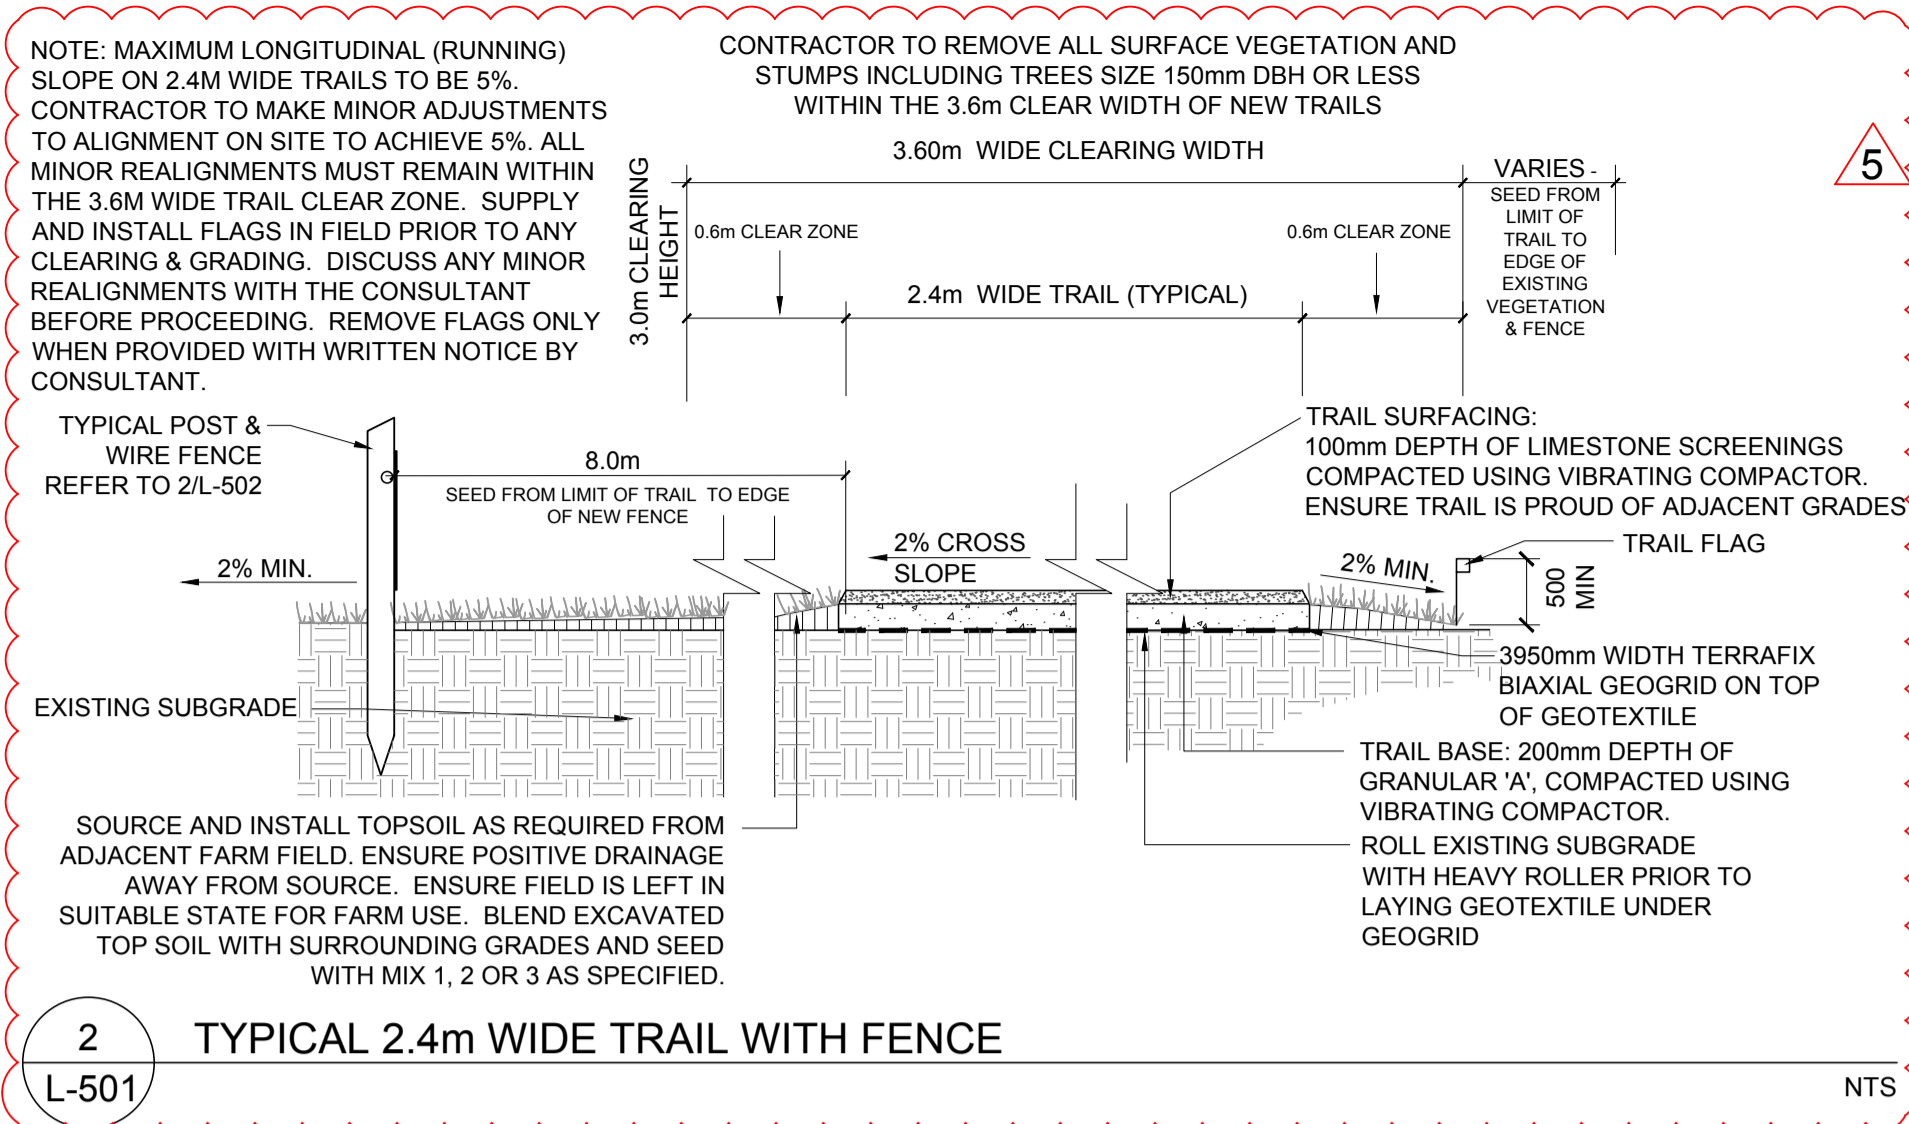 NOTE: MAXIMUM LONGITUDINAL (RUNNING)
SLOPE ON 2.4M WIDE TRAILS TO BE 5%.
CONTRACTOR TO MAKE MINOR ADJUSTMENTS
TO ALIGNMENT ON SITE TO ACHIEVE 5%. ALL
MINOR REALIGNMENTS MUST REMAIN WITHIN
THE 3.6M WIDE TRAIL CLEAR ZONE. SUPPLY
AND INSTALL FLAGS IN FIELD PRIOR TO ANY
CLEARING & GRADING. DISCUSS ANY MINOR
REALIGNMENTS WITH THE CONSULTANT
BEFORE PROCEEDING. REMOVE FLAGS ONLY
WHEN PROVIDED WITH WRITTEN NOTICE BY
CONSULTANT.
CONTRACTOR TO REMOVE ALL SURFACE VEGETATION AND
STUMPS INCLUDING TREES SIZE 150mm DBH OR LESS
WITHIN THE 3.6m CLEAR WIDTH OF NEW TRAILS
3.60m WIDE CLEARING WIDTH
3.0m CLEARING
HEIGHT
0.6m CLEAR ZONE
0.6m CLEAR ZONE
2.4m WIDE TRAIL (TYPICAL)
VARIES -
SEED FROM
LIMIT OF
TRAIL TO
EDGE OF
EXISTING
VEGETATION
& FENCE
5
TYPICAL POST &
WIRE FENCE
REFER TO 2/L-502
8.0m
SEED FROM LIMIT OF TRAIL TO EDGE
OF NEW FENCE
TRAIL SURFACING:
100mm DEPTH OF LIMESTONE SCREENINGS
COMPACTED USING VIBRATING COMPACTOR.
ENSURE TRAIL IS PROUD OF ADJACENT GRADES
2% MIN.
2% CROSS
SLOPE
2% MIN.
TRAIL FLAG
500
MIN
3950mm WIDTH TERRAFIX
BIAXIAL GEOGRID ON TOP
OF GEOTEXTILE
EXISTING SUBGRADE
TRAIL BASE: 200mm DEPTH OF
GRANULAR 'A', COMPACTED USING
VIBRATING COMPACTOR.
ROLL EXISTING SUBGRADE
WITH HEAVY ROLLER PRIOR TO
LAYING GEOTEXTILE UNDER
GEOGRID
SOURCE AND INSTALL TOPSOIL AS REQUIRED FROM
ADJACENT FARM FIELD. ENSURE POSITIVE DRAINAGE
AWAY FROM SOURCE. ENSURE FIELD IS LEFT IN
SUITABLE STATE FOR FARM USE. BLEND EXCAVATED
TOP SOIL WITH SURROUNDING GRADES AND SEED
WITH MIX 1, 2 OR 3 AS SPECIFIED.
2
L-501
TYPICAL 2.4m WIDE TRAIL WITH FENCE
NTS